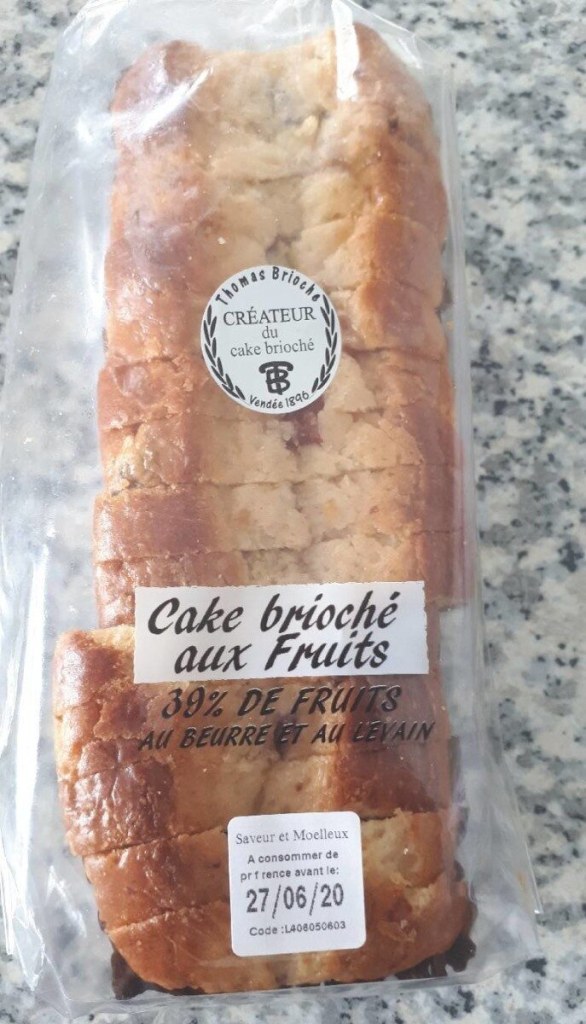 Thomas Brioche
CRÉATEUR
du
cake brioché
TB
Vendée 1896
Cake brioché
aux Fruits
39% DE FRUITS
AU BEURRE ET AU LEVAIN
Saveur et Moelleux
A consommer de
pr f rence avant le:
27/06/20
Code :L406050603